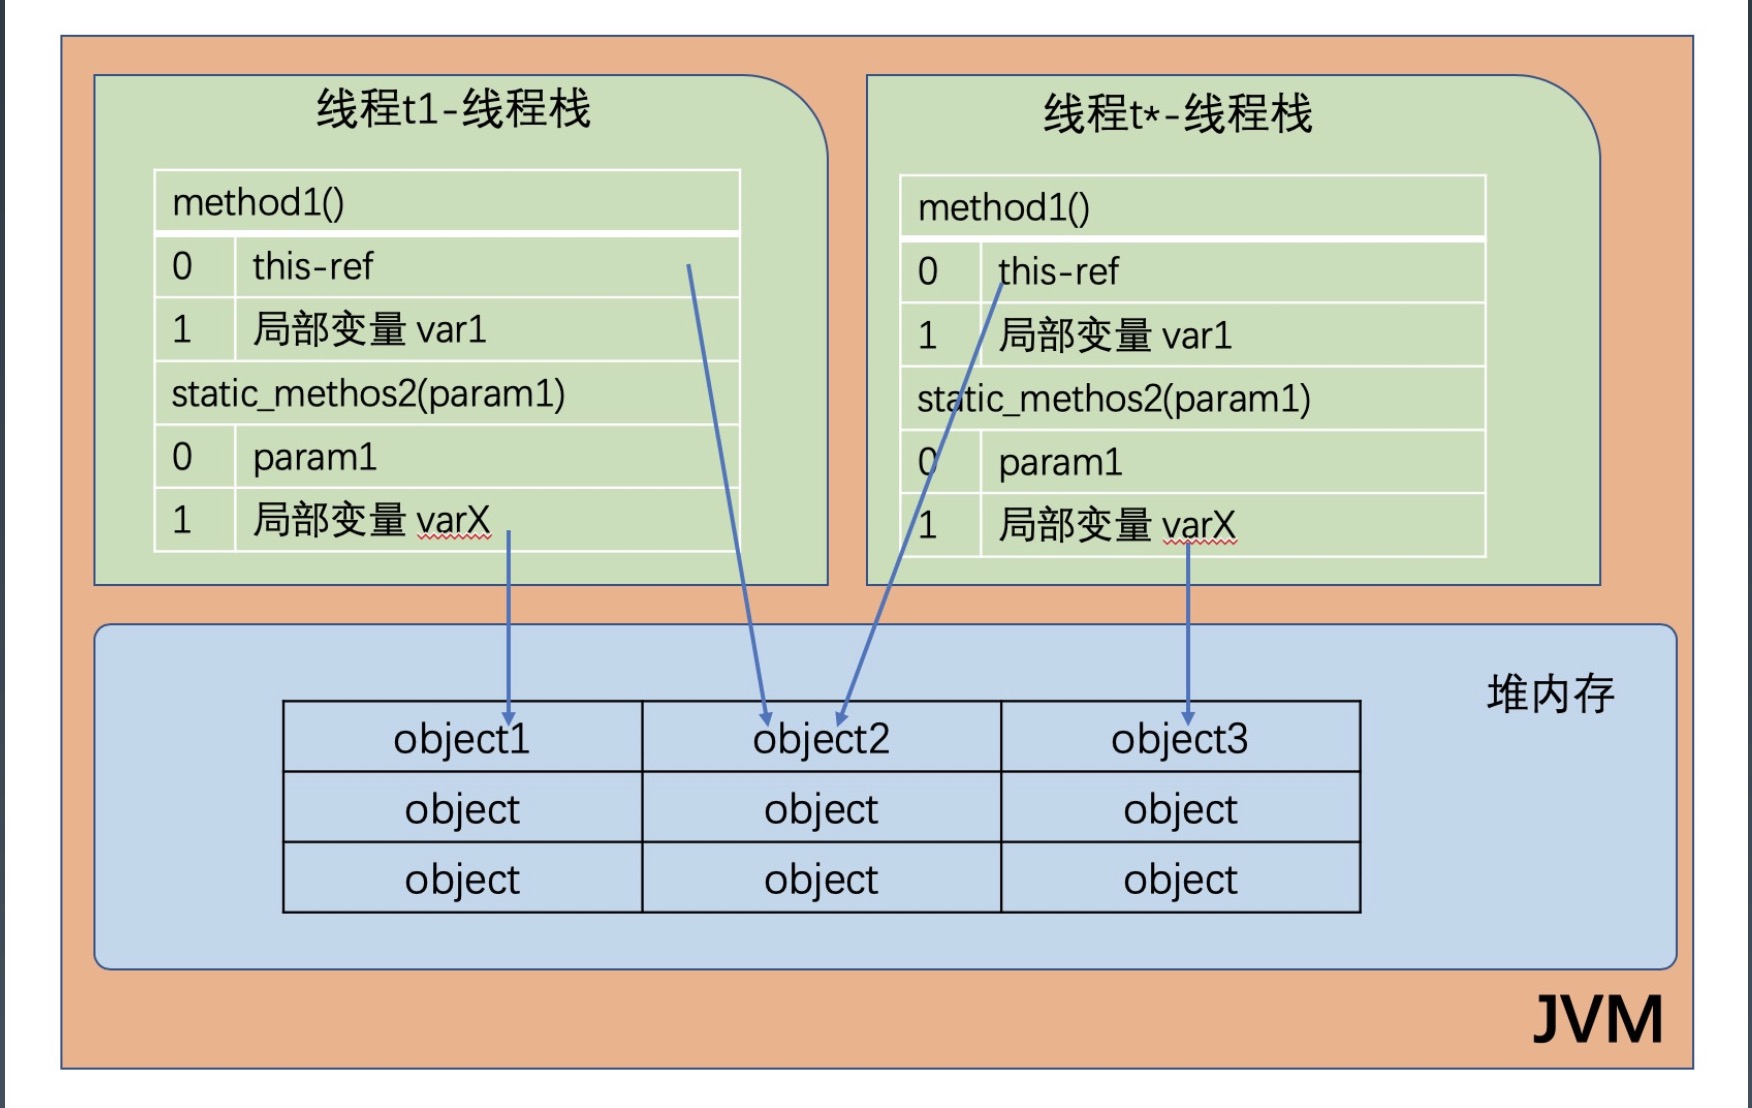 线程t1-线程栈
method1()
0 this-ref
1 局部变量 var1
static_methos2(param1)
0 param1
1 局部变量 varX
线程t*-线程栈
method1()
0 this-ref
1 局部变量 var1
static_methos2(param1)
0 param1
1 局部变量 varX
堆内存
object1 object2 object3
object object object
object object object
JVM